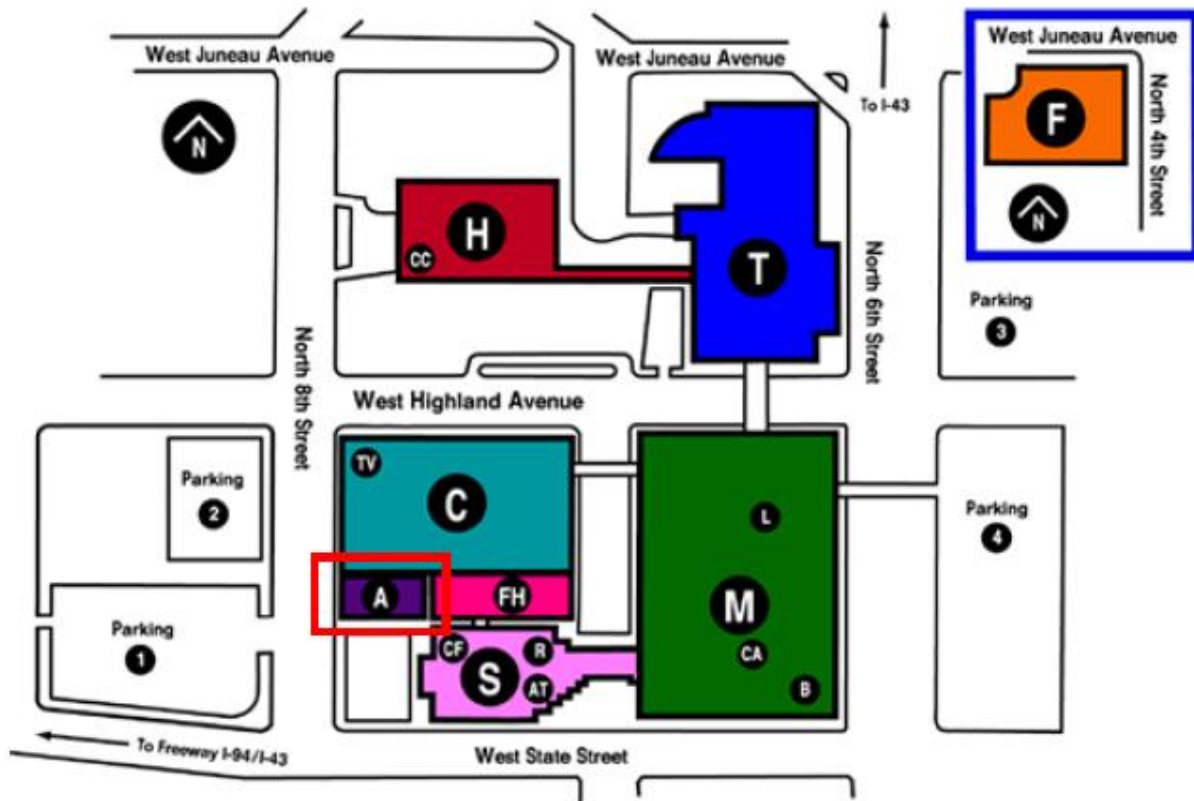 West Juneau Avenue
West Juneau Avenue
West Juneau Avenue
To I-43
N
F
North 4th Street
N
H
CC
T
North 6th Street
Parking
3
North 8th Street
West Highland Avenue
TV
C
Parking
2
L
Parking
4
A
FH
M
Parking
1
CF
R
S
AT
CA
B
To Freeway I-94/I-43
West State Street